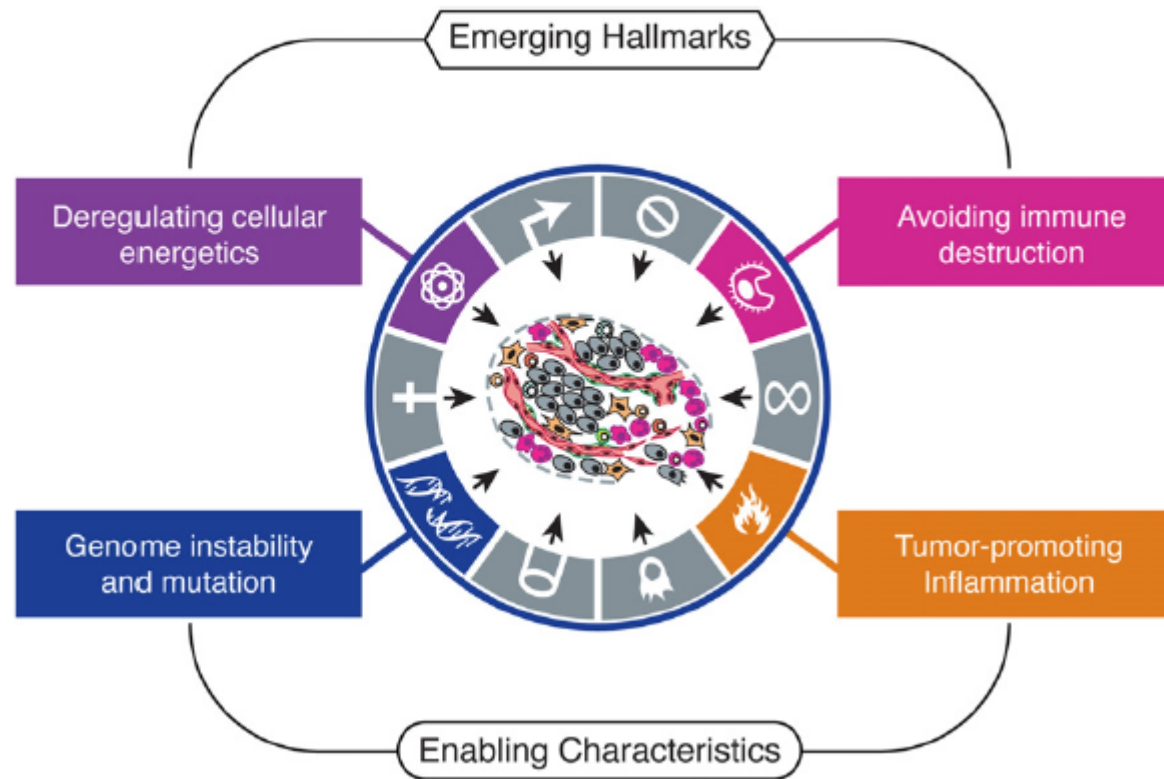 Emerging Hallmarks
Deregulating cellular
energetics
Avoiding immune
destruction
Genome instability
and mutation
Tumor-promoting
Inflammation
Enabling Characteristics